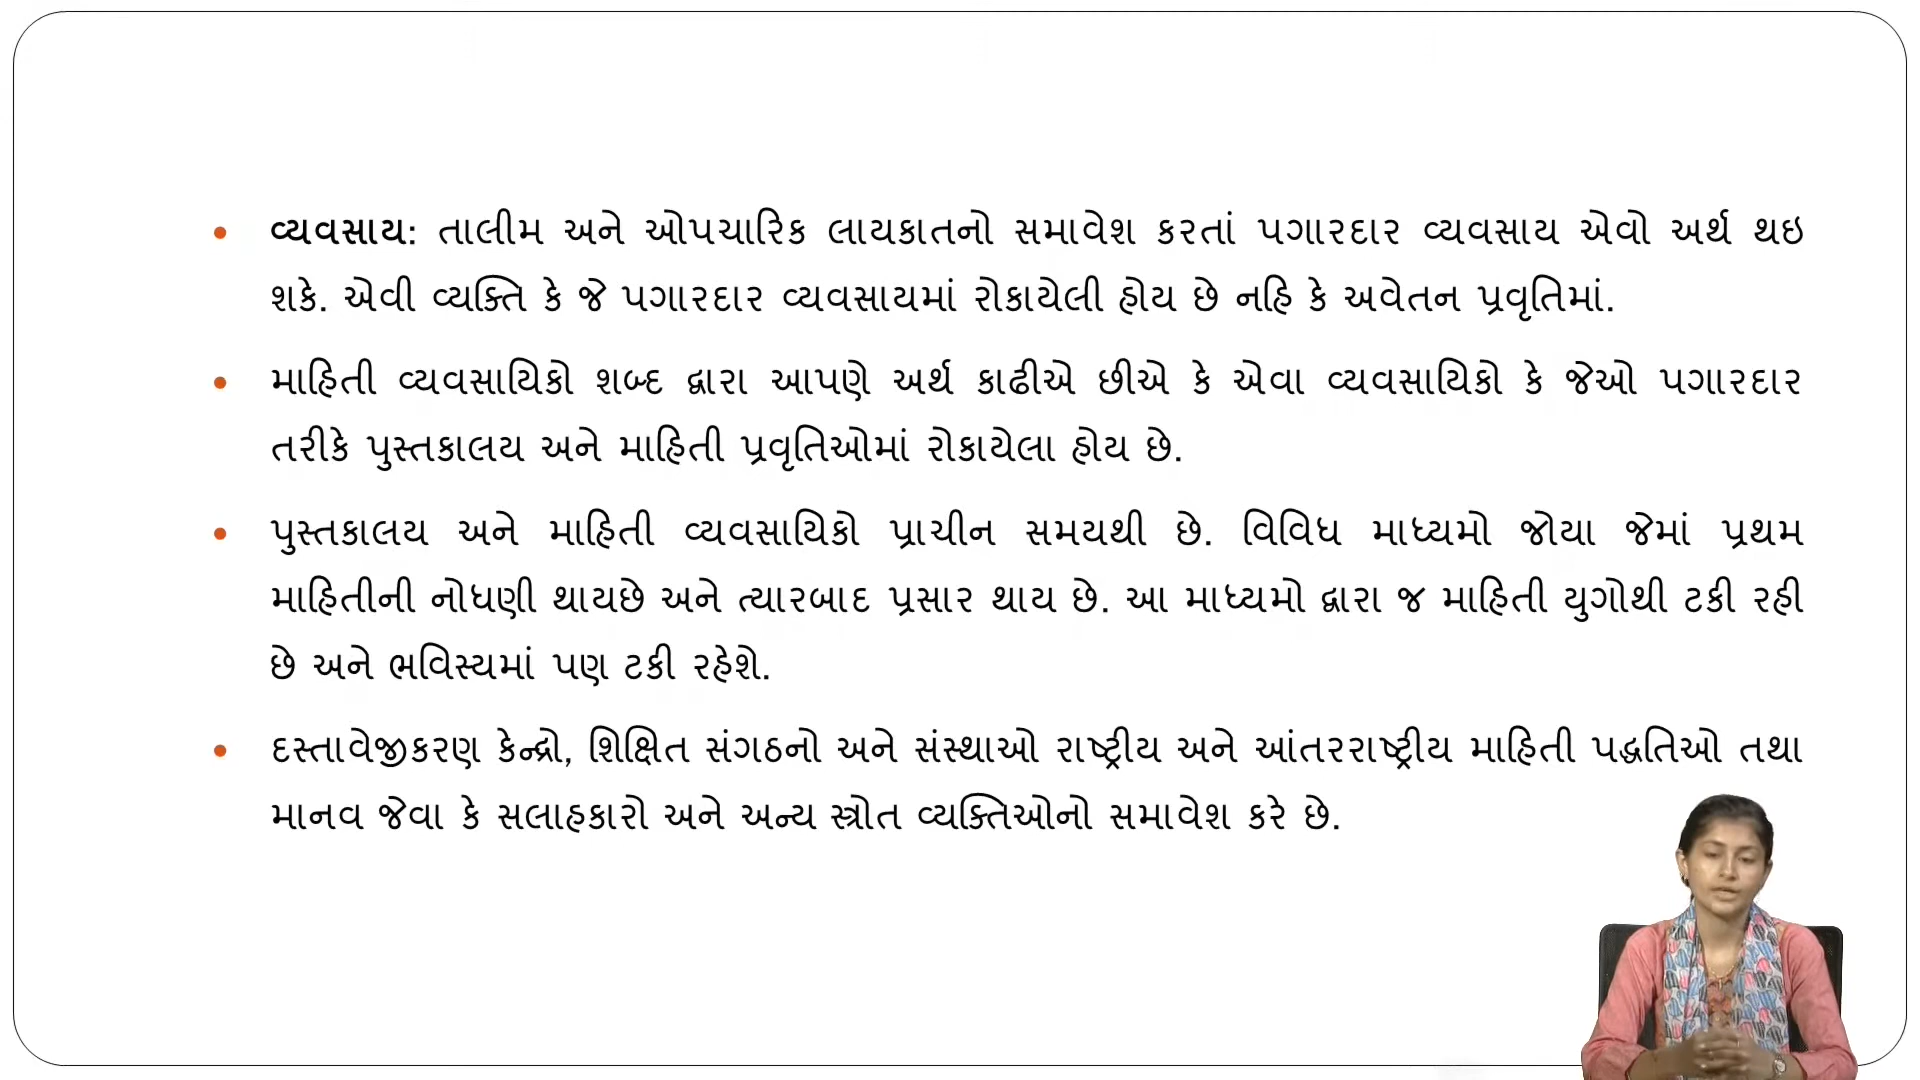 • વ્યવસાય: તાલીમ અને ઓપચારિક લાયકાતનો સમાવેશ કરતાં પગારદાર વ્યવસાય એવો અર્થ થઇ
શકે. એવી વ્યક્તિ કે જે પગારદાર વ્યવસાયમાં રોકાયેલી હોય છે નહિ કે અવેતન પ્રવૃતિમાં.
• માહિતી વ્યવસાયિકો શબ્દ દ્વારા આપણે અર્થ કાઢીએ છીએ કે એવા વ્યવસાયિકો કે જેઓ પગારદાર
તરીકે પુસ્તકાલય અને માહિતી પ્રવૃતિઓમાં રોકાયેલા હોય છે.
• પુસ્તકાલય અને માહિતી વ્યવસાયિકો પ્રાચીન સમયથી છે. વિવિધ માધ્યમો જોયા જેમાં પ્રથમ
માહિતીની નોધણી થાયછે અને ત્યારબાદ પ્રસાર થાય છે. આ માધ્યમો દ્વારા જ માહિતી યુગોથી ટકી રહી
છે અને ભવિસ્યમાં પણ ટકી રહેશે.
• દસ્તાવેજીકરણ કેન્દ્રો, શિક્ષિત સંગઠનો અને સંસ્થાઓ રાષ્ટ્રીય અને આંતરરાષ્ટ્રીય માહિતી પદ્ધતિઓ તથા
માનવ જેવા કે સલાહકારો અને અન્ય સ્ત્રોત વ્યક્તિઓનો સમાવેશ કરે છે.